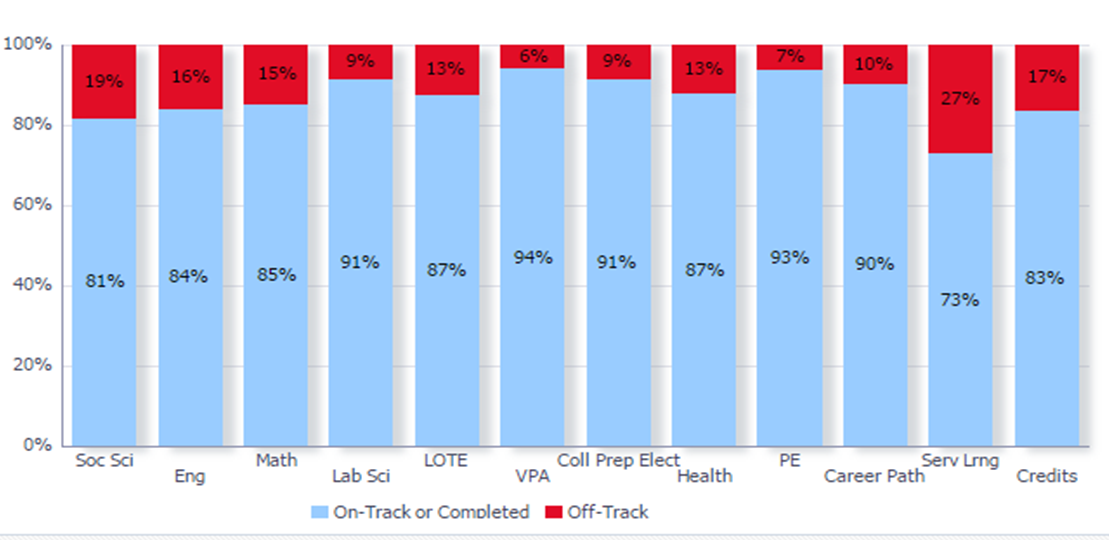 100%
80%
60%
40%
20%
0%
19% 16% 15% 9% 13% 6% 9% 13% 7% 10% 27% 17%
81% 84% 85% 91% 87% 94% 91% 87% 93% 90% 73% 83%
Soc Sci Math LOTE Coll Prep Elect PE Serv Lrng
Eng Lab Sci VPA Health Career Path Credits
On-Track or Completed Off-Track